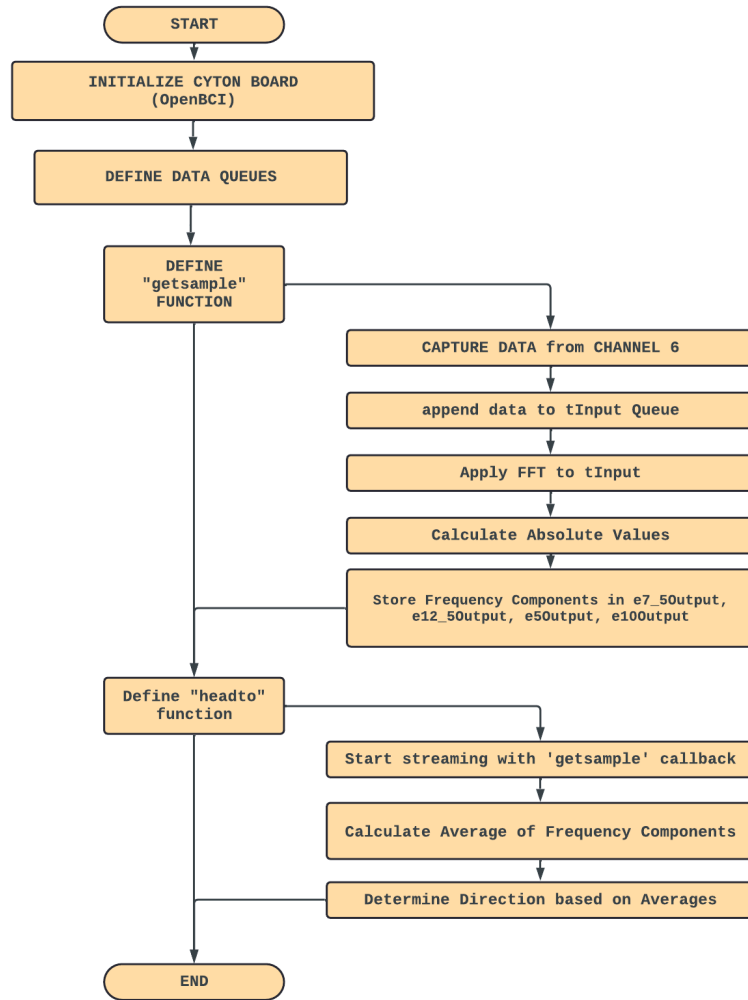 START
INITIALIZE CYTON BOARD
(OpenBCI)
DEFINE DATA QUEUES
DEFINE
"getsample"
FUNCTION
CAPTURE DATA from CHANNEL 6
append data to tInput Queue
Apply FFT to tInput
Calculate Absolute Values
Store Frequency Components in e7_5Output,
e12_5Output, e5Output, e10Output
Define "headto"
function
Start streaming with 'getsample' callback
Calculate Average of Frequency Components
Determine Direction based on Averages
END